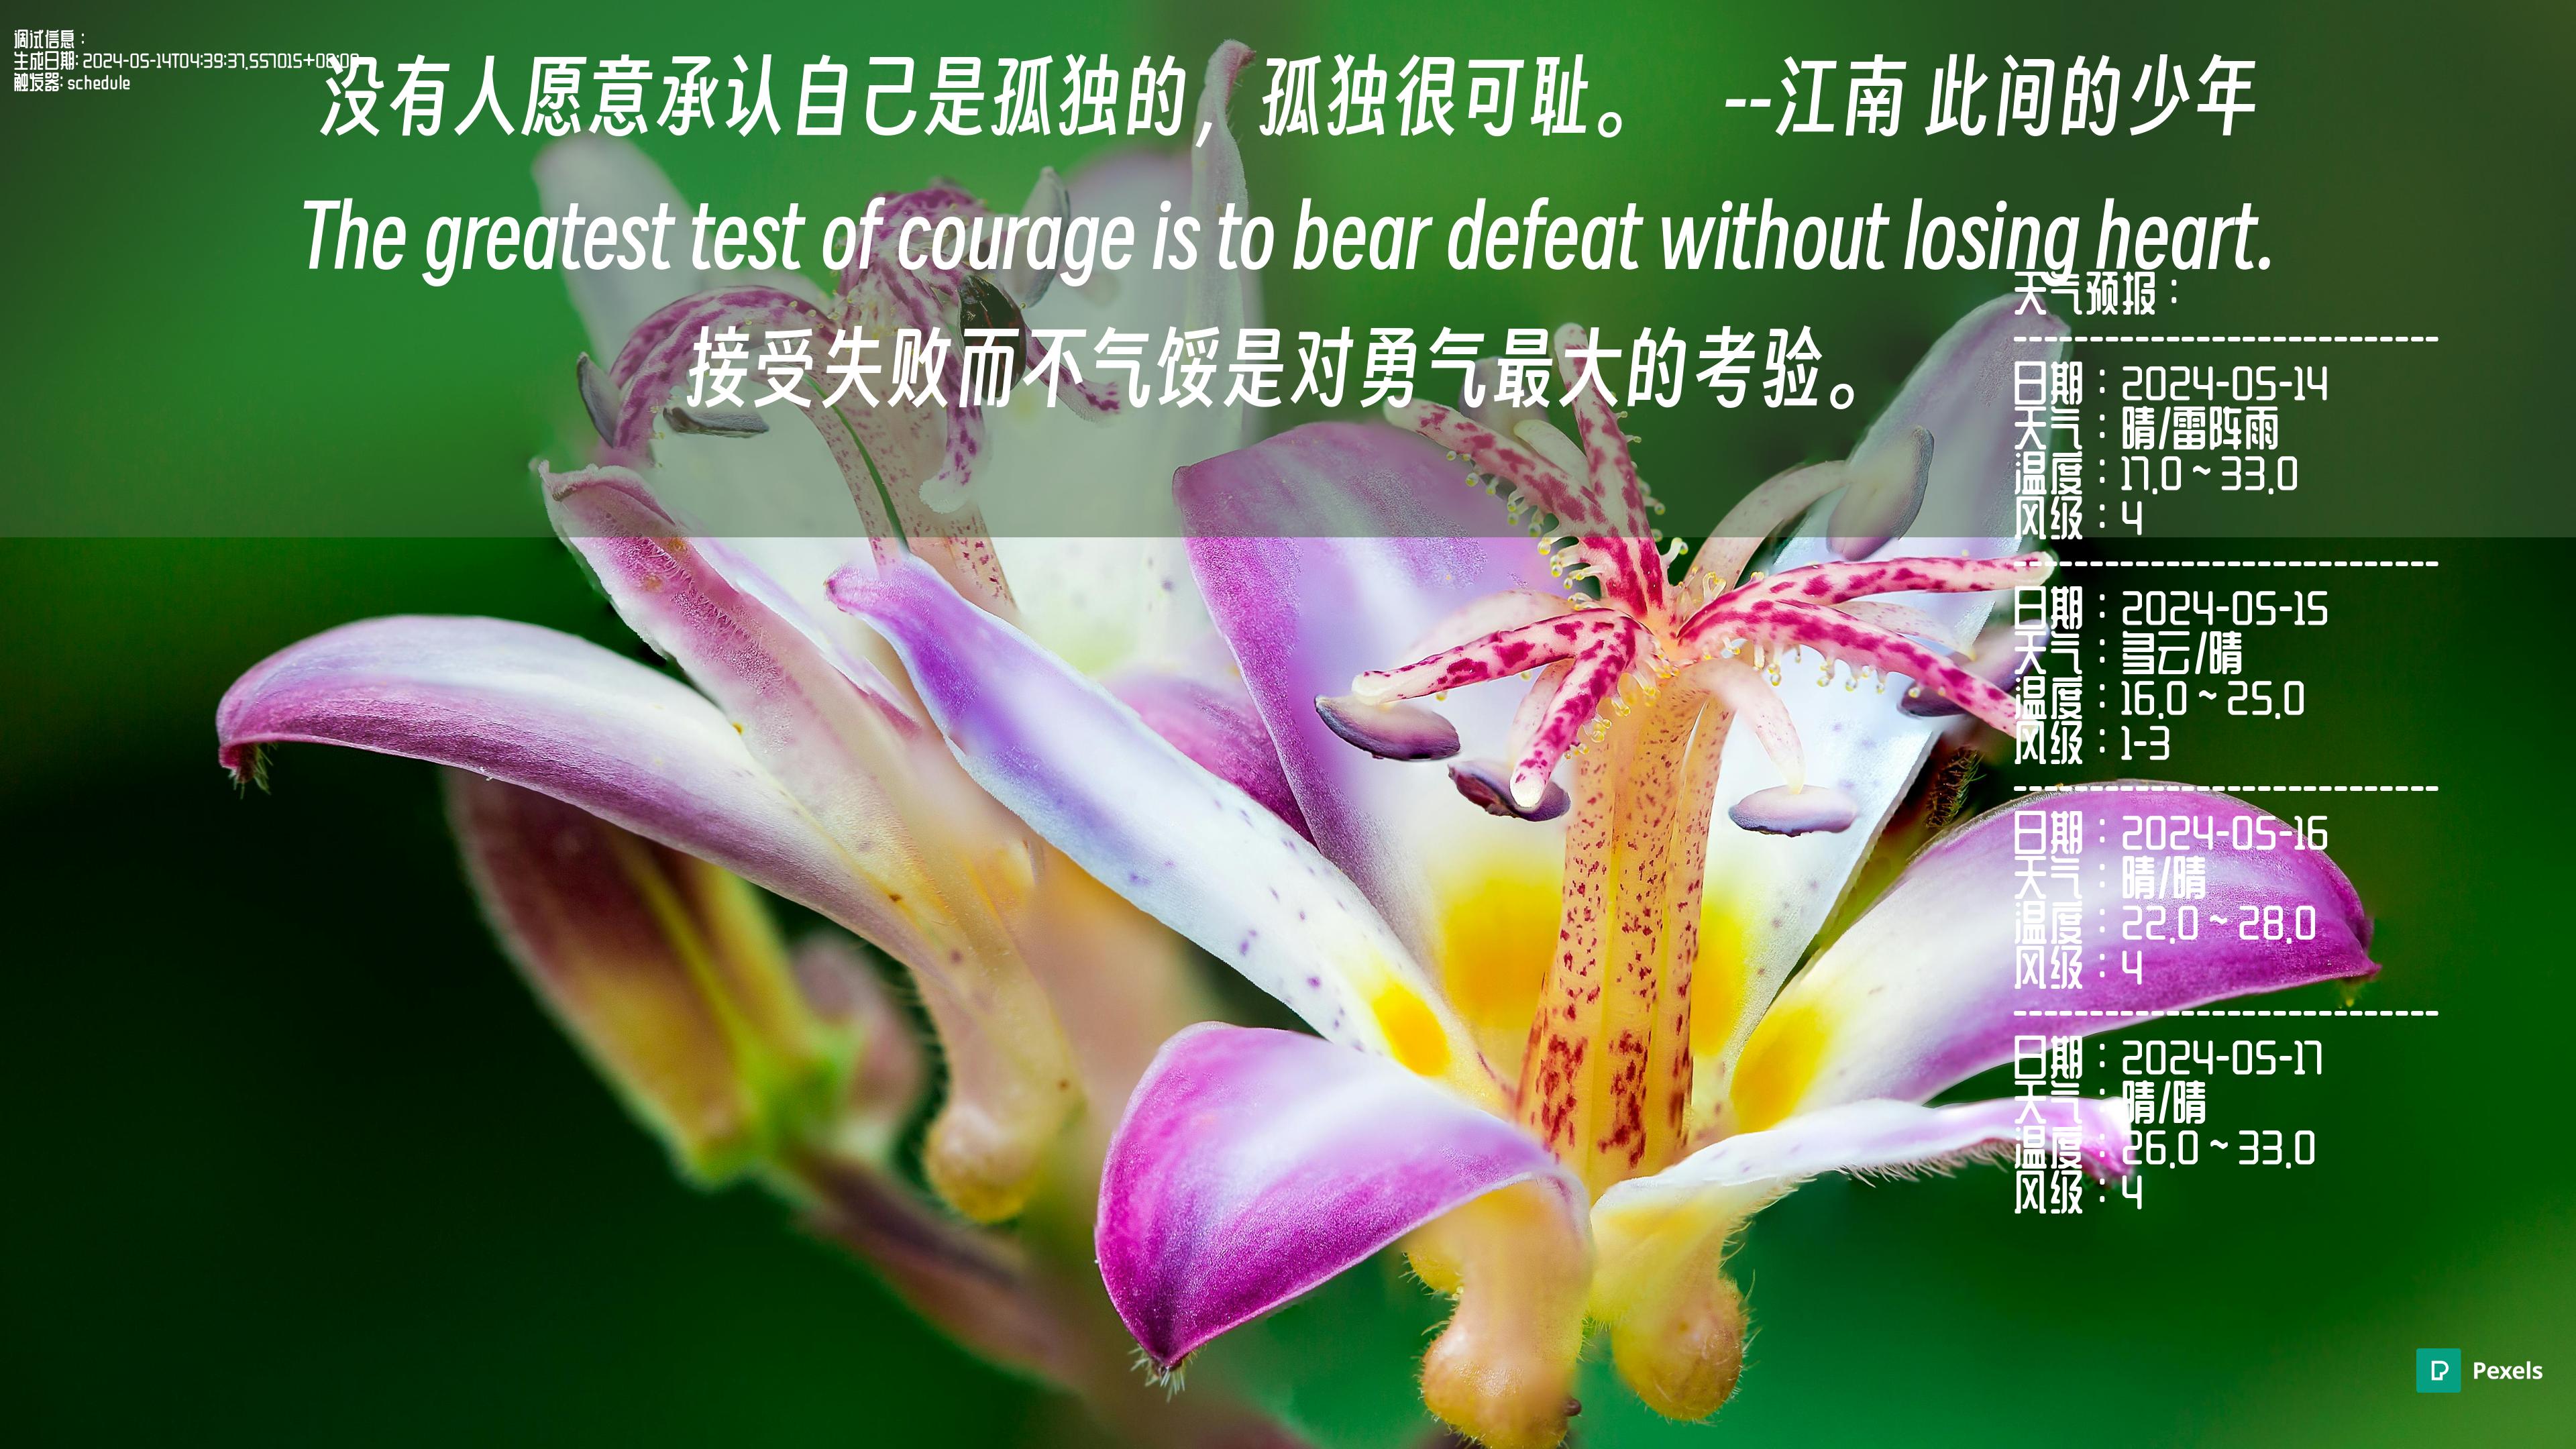 调试信息：
生成日期: 2024-05-14T04:39:37.557015+08:00
触发器: schedule
没有人愿意承认自己是孤独的，孤独很可耻。 --江南 此间的少年
The greatest test of courage is to bear defeat without losing heart.
接受失败而不气馁是对勇气最大的考验。
天气预报：
------------------------------
日期：2024-05-14
天气：晴/雷阵雨
温度：17.0 ~ 33.0
风级：4
------------------------------
日期：2024-05-15
天气：多云/晴
温度：16.0 ~ 25.0
风级：1-3
------------------------------
日期：2024-05-16
天气：晴/晴
温度：22.0 ~ 28.0
风级：4
------------------------------
日期：2024-05-17
天气：晴/晴
温度：26.0 ~ 33.0
风级：4
Pexels